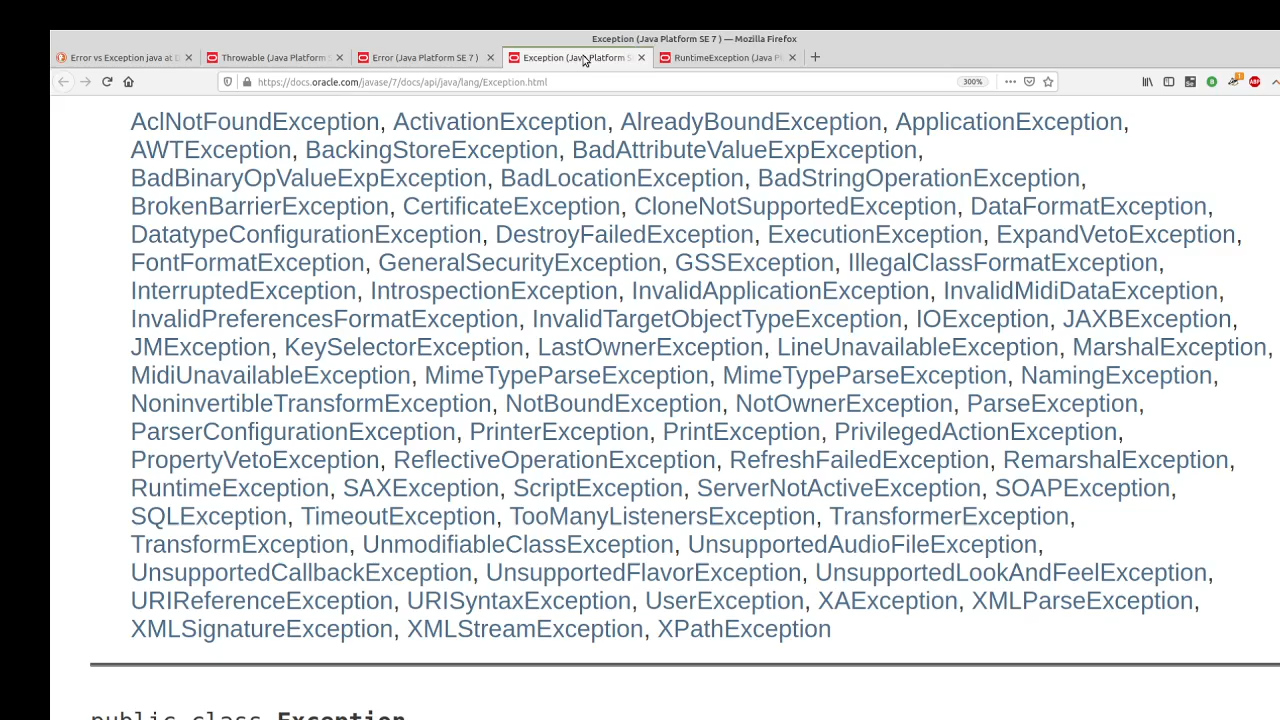 Exception (Java Platform SE 7 ) — Mozilla Firefox
Error vs Exception java at D
Throwable (Java Platform S
Error (Java Platform SE 7 )
Exception (Java Platform S
RuntimeException (Java Pl
https://docs.oracle.com/javase/7/docs/api/java/lang/Exception.html
300%
AclNotFoundException, ActivationException, AlreadyBoundException, ApplicationException,
AWTException, BackingStoreException, BadAttributeValueExpException,
BadBinaryOpValueExpException, BadLocationException, BadStringOperationException,
BrokenBarrierException, CertificateException, CloneNotSupportedException, DataFormatException,
DatatypeConfigurationException, DestroyFailedException, ExecutionException, ExpandVetoException,
FontFormatException, GeneralSecurityException, GSSException, IllegalClassFormatException,
InterruptedException, IntrospectionException, InvalidApplicationException, InvalidMidiDataException,
InvalidPreferencesFormatException, InvalidTargetObjectTypeException, IOException, JAXBException,
JMException, KeySelectorException, LastOwnerException, LineUnavailableException, MarshalException,
MidiUnavailableException, MimeTypeParseException, MimeTypeParseException, NamingException,
NoninvertibleTransformException, NotBoundException, NotOwnerException, ParseException,
ParserConfigurationException, PrinterException, PrintException, PrivilegedActionException,
PropertyVetoException, ReflectiveOperationException, RefreshFailedException, RemarshalException,
RuntimeException, SAXException, ScriptException, ServerNotActiveException, SOAPException,
SQLException, TimeoutException, TooManyListenersException, TransformerException,
TransformException, UnmodifiableClassException, UnsupportedAudioFileException,
UnsupportedCallbackException, UnsupportedFlavorException, UnsupportedLookAndFeelException,
URIReferenceException, URISyntaxException, UserException, XAException, XMLParseException,
XMLSignatureException, XMLStreamException, XPathException
public class Exception